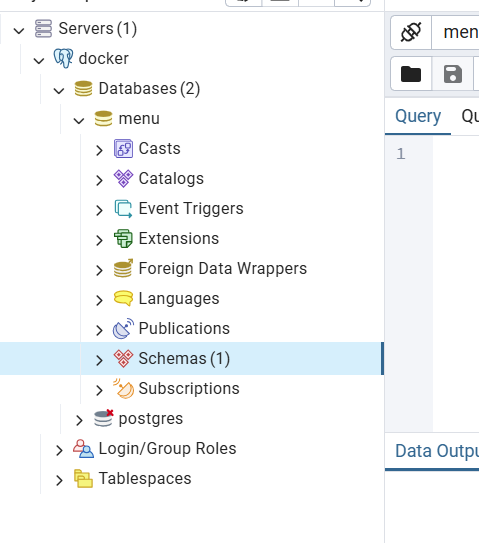 Servers (1)
docker
Databases (2)
menu
Casts
Catalogs
Event Triggers
Extensions
Foreign Data Wrappers
Languages
Publications
Schemas (1)
Subscriptions
postgres
Login/Group Roles
Tablespaces
men
Query Qu
1
Data Outpu